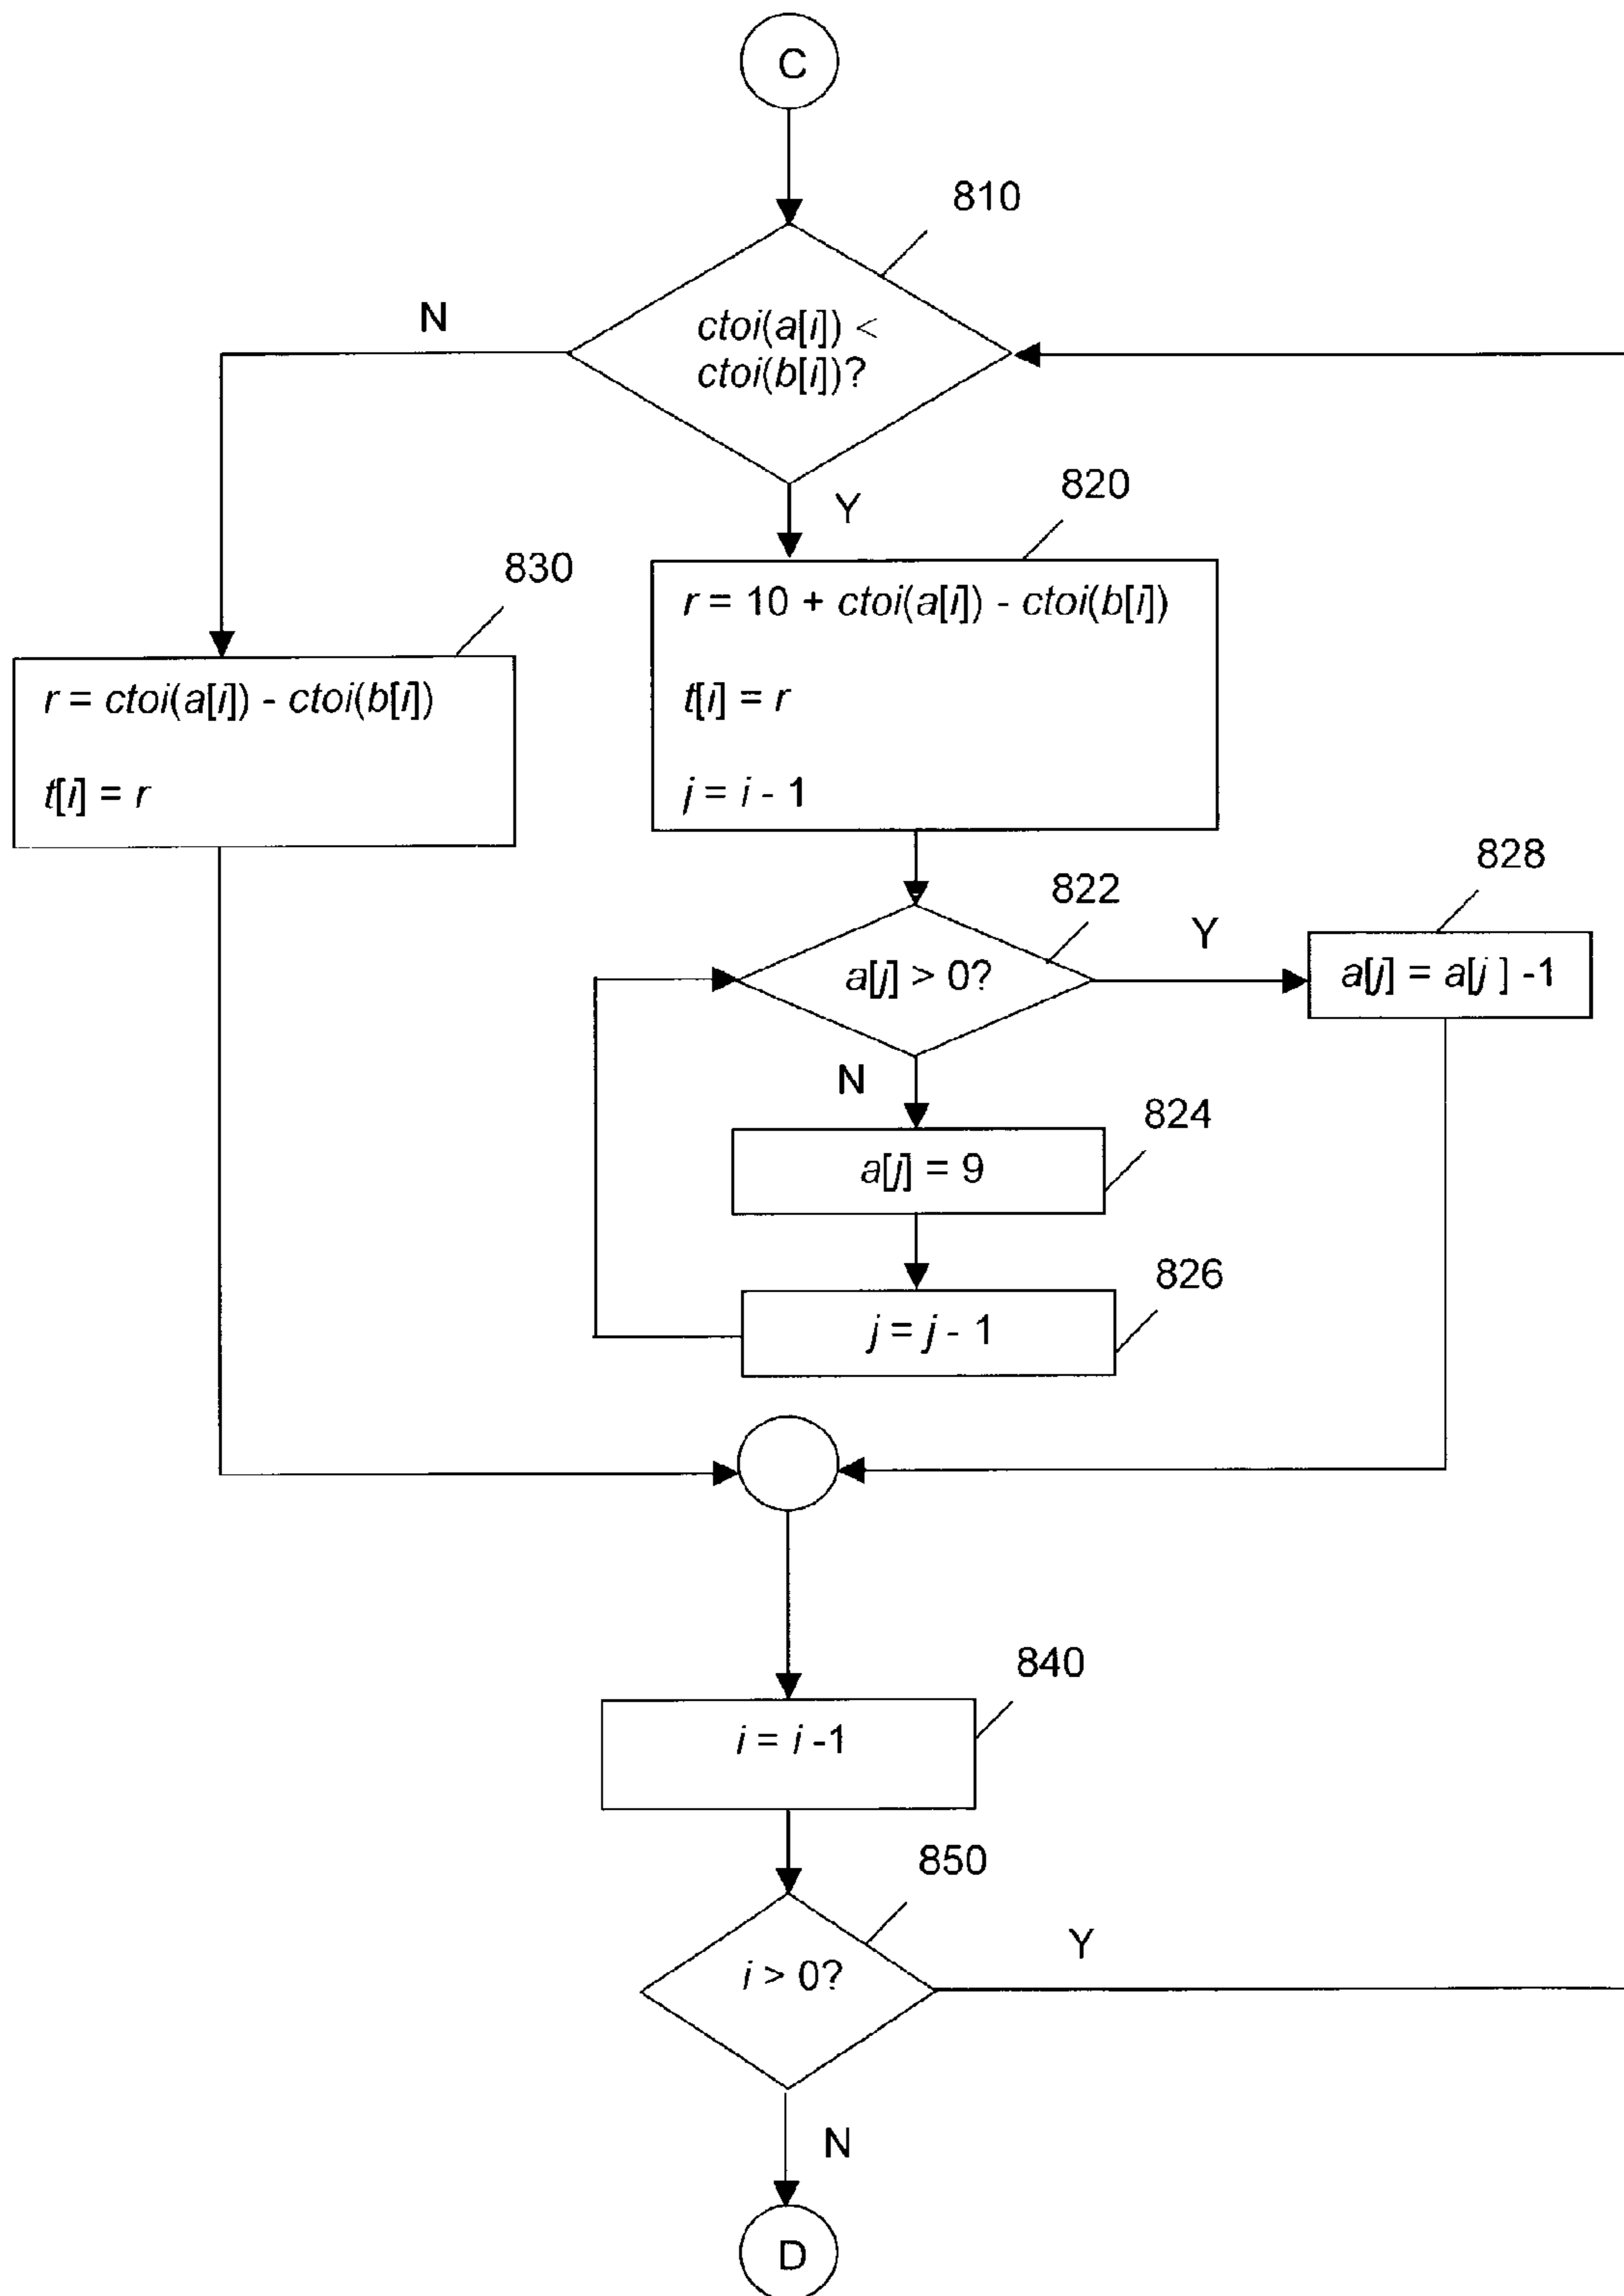 C
810
N
ctoi(a[i]) <
ctoi(b[i])?
Y
820
830
r = 10 + ctoi(a[i]) - ctoi(b[i])
t[i] = r
j = i - 1
r = ctoi(a[i]) - ctoi(b[i])
t[i] = r
822
Y
828
a[j] > 0?
a[j] = a[j ] -1
N
824
a[j] = 9
826
j = j - 1
840
i = i -1
850
Y
i > 0?
N
D